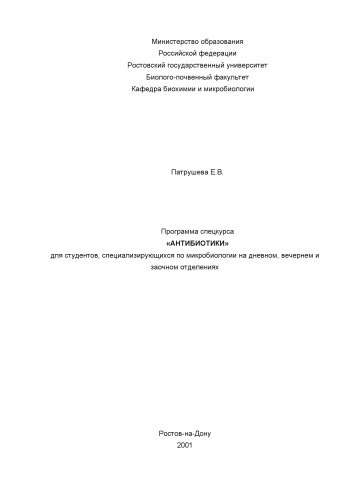 Министерство образования
Российской федерации
Ростовский государственный университет
Биолого-почвенный факультет
Кафедра биохимии и микробиологии
Патрушева Е.В.
Программа спецкурса
«АНТИБИОТИКИ»
для студентов, специализирующихся по микробиологии на дневном, вечернем и
заочном отделениях
Ростов-на-Дону
2001